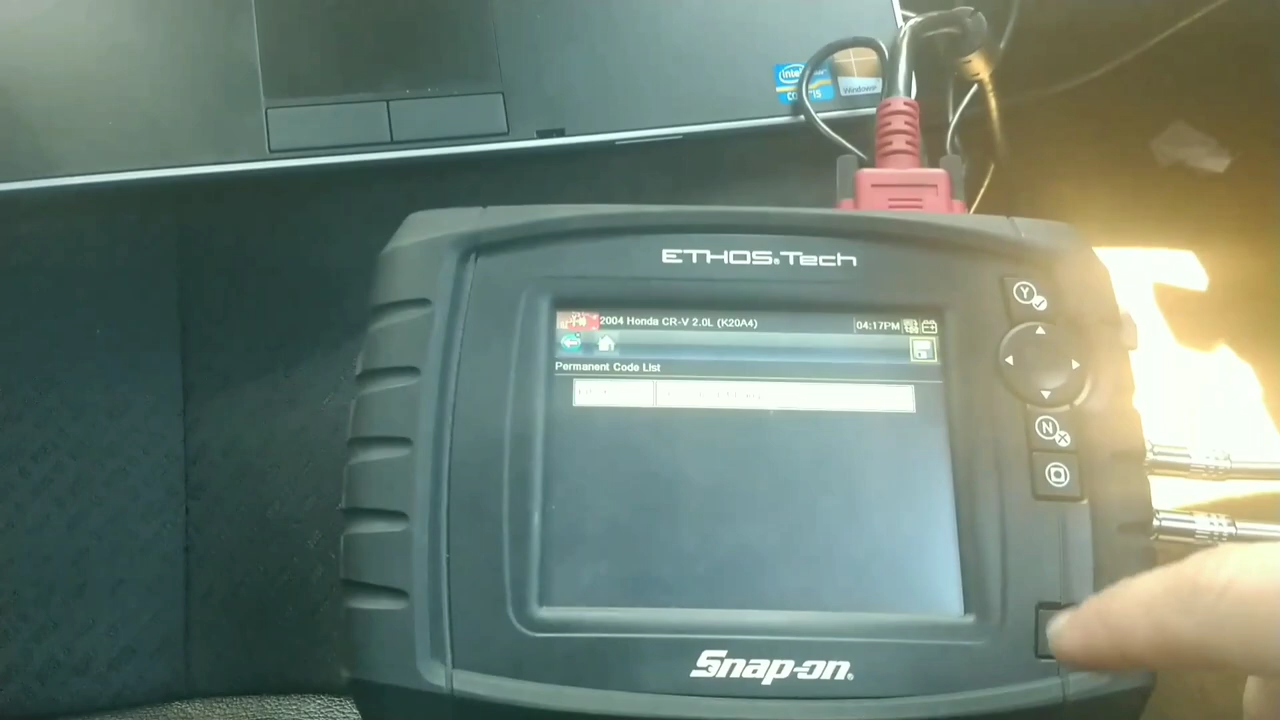 intel
CORE i5
Windows
ETHOS®Tech
2004 Honda CR-V 2.0L (K20A4)
04:17PM
Permanent Code List
Y
N
Snap-on®